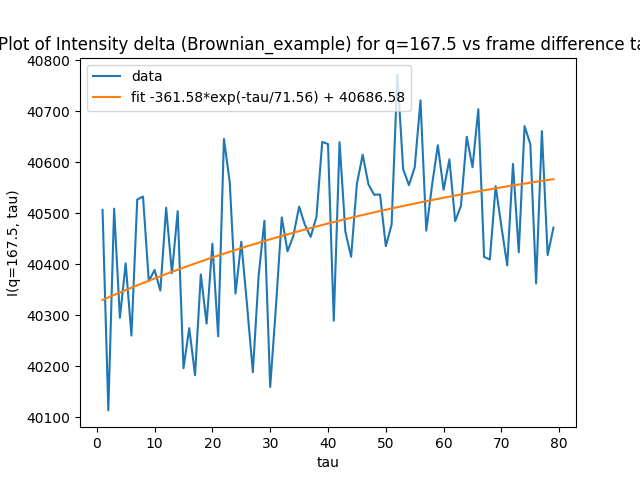 Plot of Intensity delta (Brownian_example) for q=167.5 vs frame difference ta
40800
40700
40600
40500
40400
40300
40200
40100
I(q=167.5, tau)
data
fit -361.58*exp(-tau/71.56) + 40686.58
0 10 20 30 40 50 60 70 80
tau